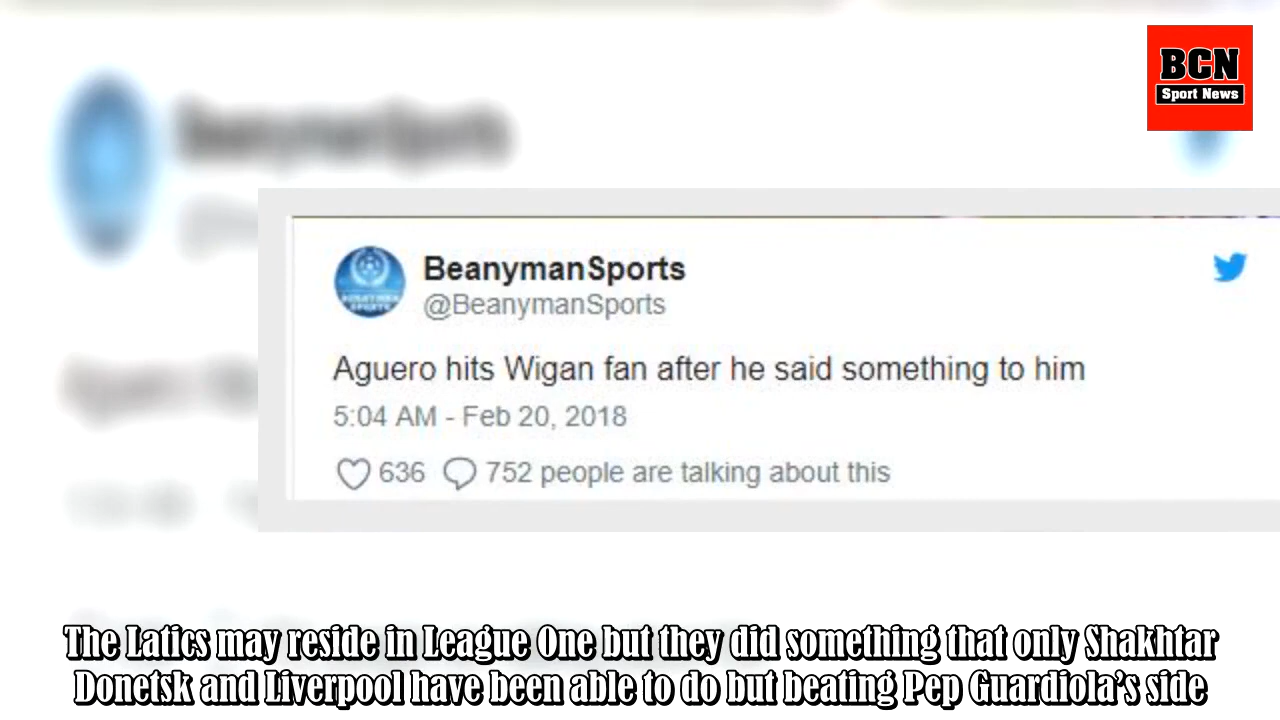 BCN
Sport News
BeanymanSports
BeanymanSports
@BeanymanSports
Aguero hits Wigan fan after he said something to him
5:04 AM - Feb 20, 2018
636 752 people are talking about this
The Latics may reside in League One but they did something that only Shakhtar
Donetsk and Liverpool have been able to do but beating Pep Guardiola's side